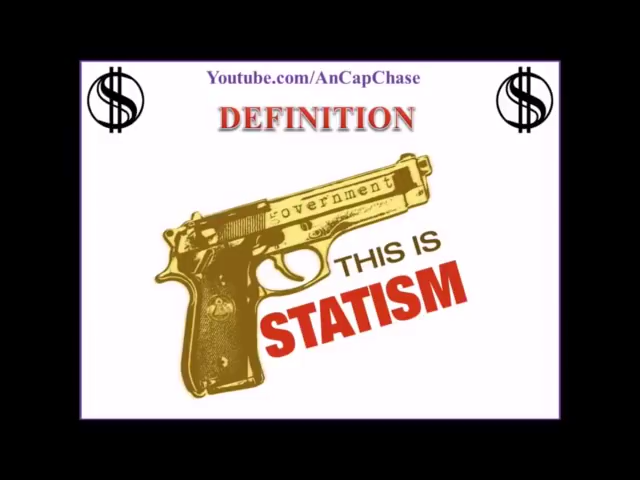 Youtube.com/AnCapChase
DEFINITION
government
THIS IS
STATISM